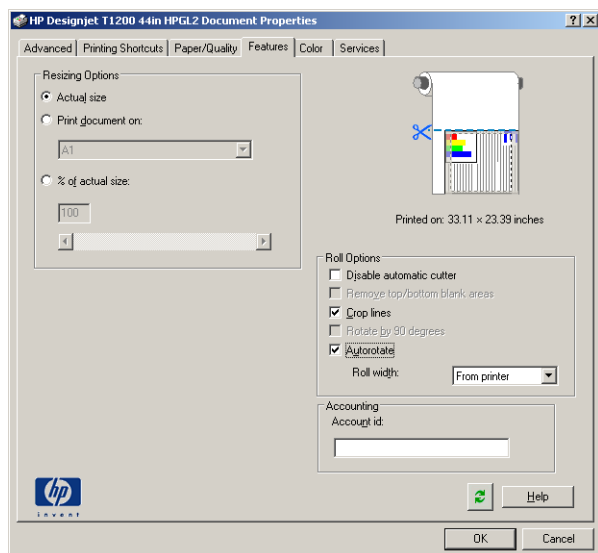 HP Designjet T1200 44in HPGL2 Document Properties
Advanced Printing Shortcuts Paper/Quality Features Color Services
Resizing Options
Actual size
Print document on:
A1
% of actual size:
100
Printed on: 33.11 × 23.39 inches
Roll Options
Disable automatic cutter
Remove top/bottom blank areas
Crop lines
Rotate by 90 degrees
Autorotate
Roll width: From printer
Accounting
Account id:
hp
invent
Help
OK Cancel